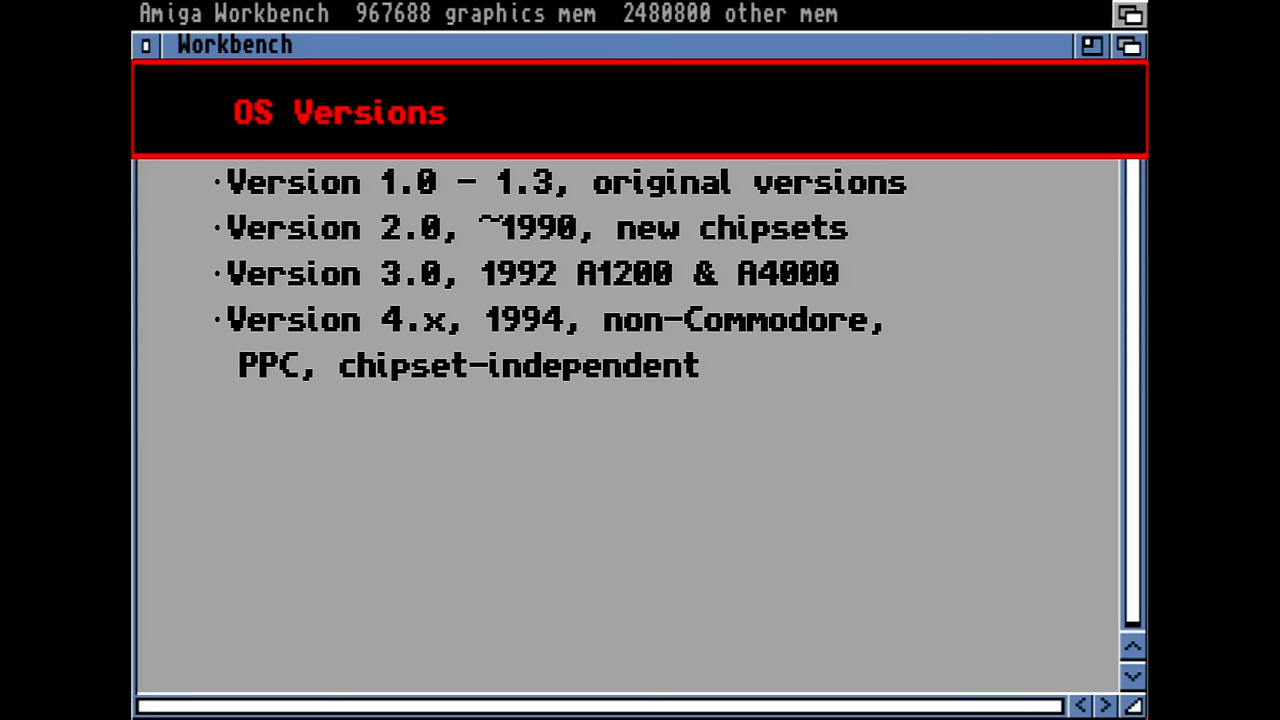 Amiga Workbench 967688 graphics mem 2480800 other mem
Workbench
OS Versions
·Version 1.0 - 1.3, original versions
·Version 2.0, ~1990, new chipsets
·Version 3.0, 1992 A1200 & A4000
·Version 4.x, 1994, non-Commodore,
PPC, chipset-independent